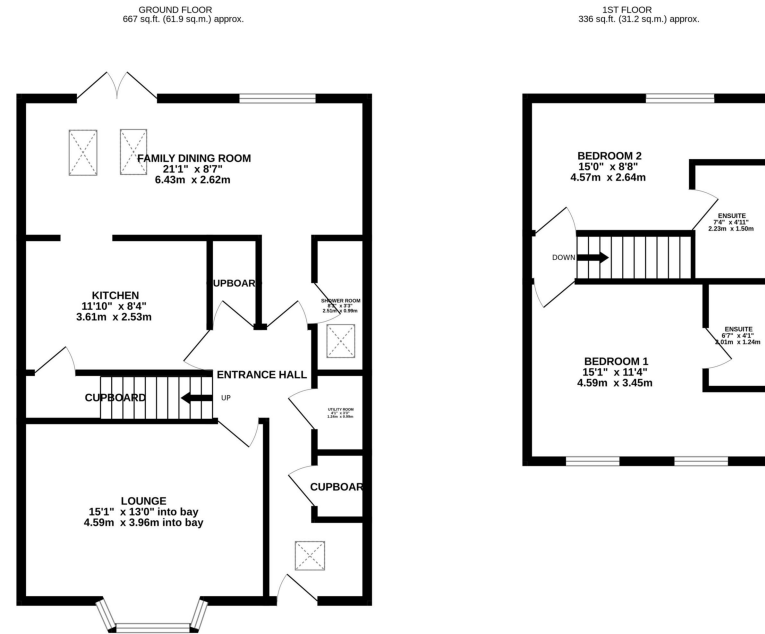 GROUND FLOOR
667 sq.ft. (61.9 sq.m.) approx.
1ST FLOOR
336 sq.ft. (31.2 sq.m.) approx.
FAMILY DINING ROOM
21'1" x 8'7"
6.43m x 2.62m
KITCHEN
11'10" x 8'4"
3.61m x 2.53m
UPBOAR
SHOWER ROOM
2.51m x 0.99m
ENTRANCE HALL
CUPBOARD
UP
UTILITY ROOM
CUPBOAR
LOUNGE
15'1" x 13'0" into bay
4.59m x 3.96m into bay
BEDROOM 2
15'0" x 8'8"
4.57m x 2.64m
ENSUITE
7'4" x 4'11"
2.23m x 1.50m
DOWN
ENSUITE
6'7" x 4'1"
2.01m x 1.24m
BEDROOM 1
15'1" x 11'4"
4.59m x 3.45m